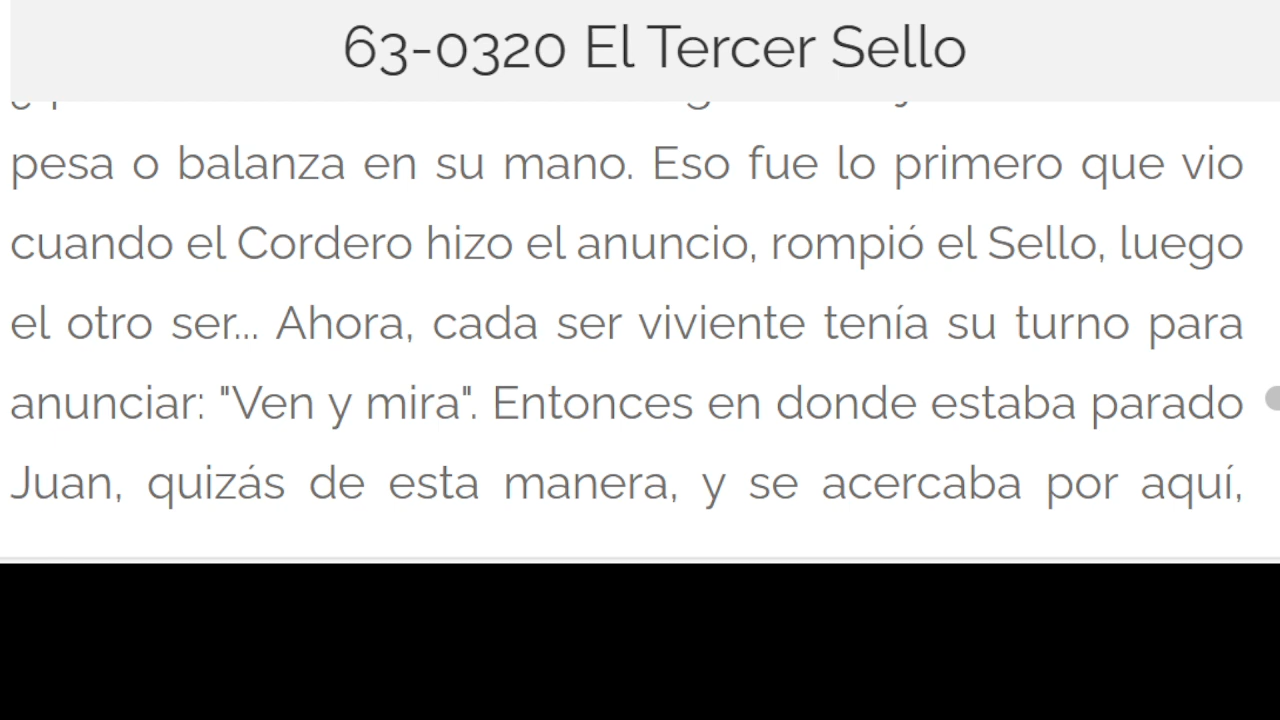 63-0320 El Tercer Sello
pesa o balanza en su mano. Eso fue lo primero que vio
cuando el Cordero hizo el anuncio, rompió el Sello, luego
el otro ser... Ahora, cada ser viviente tenía su turno para
anunciar: "Ven y mira". Entonces en donde estaba parado
Juan, quizás de esta manera, y se acercaba por aquí,